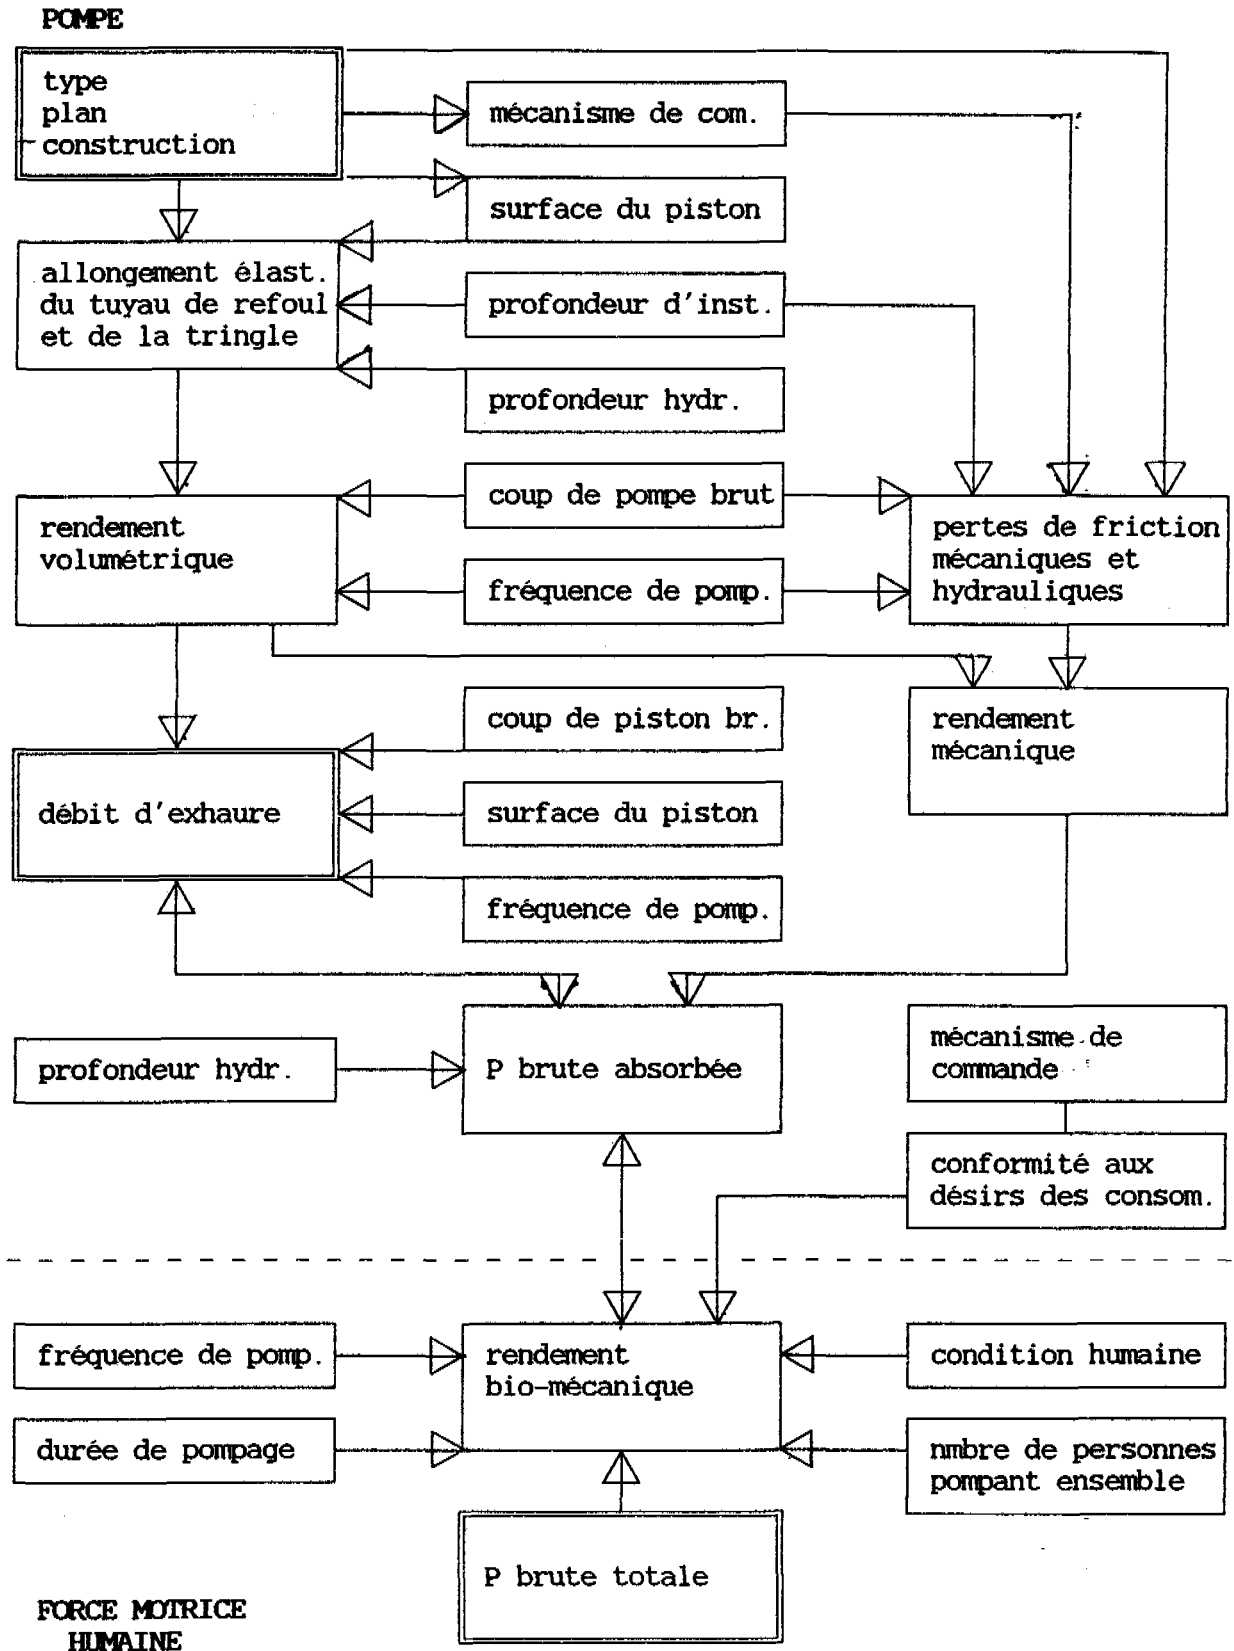 POMPE
type
plan
construction
mécanisme de com.
surface du piston
allongement élast.
du tuyau de refoul
et de la tringle
profondeur d'inst.
profondeur hydr.
coup de pompe brut
rendement
volumétrique
pertes de friction
mécaniques et
hydrauliques
fréquence de pomp.
coup de piston br.
rendement
mécanique
débit d'exhaure
surface du piston
fréquence de pomp.
profondeur hydr.
P brute absorbée
mécanisme de
commande
conformité aux
désirs des consom.
fréquence de pomp.
rendement
bio-mécanique
condition humaine
durée de pompage
nmbre de personnes
pompant ensemble
P brute totale
FORCE MOTRICE
HUMAINE